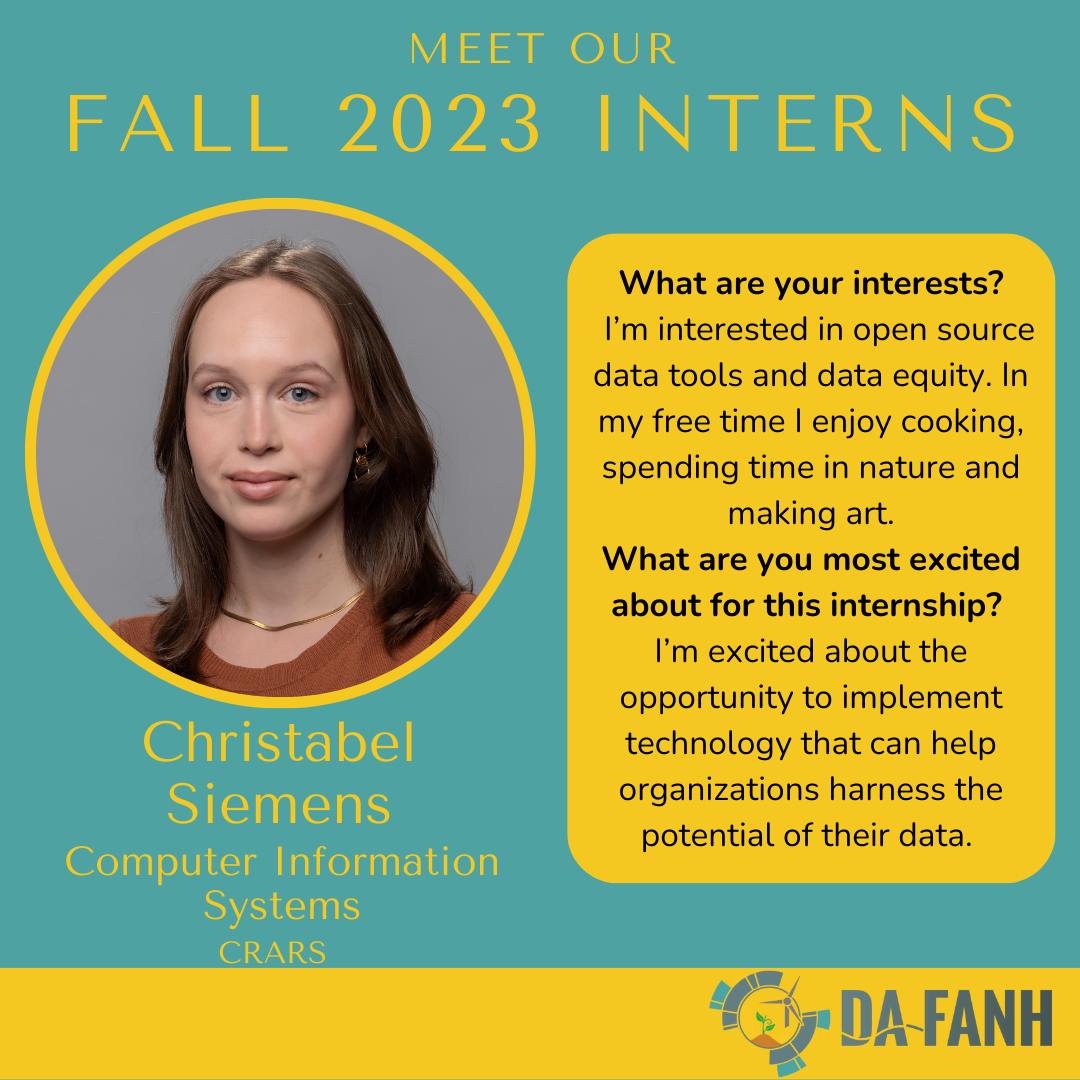 MEET OUR
FALL 2023 INTERNS
What are your interests?
I’m interested in open source
data tools and data equity. In
my free time I enjoy cooking,
spending time in nature and
making art.
What are you most excited
about for this internship?
I’m excited about the
opportunity to implement
technology that can help
organizations harness the
potential of their data.
Christabel
Siemens
Computer Information
Systems
CRARS
DA-FANH